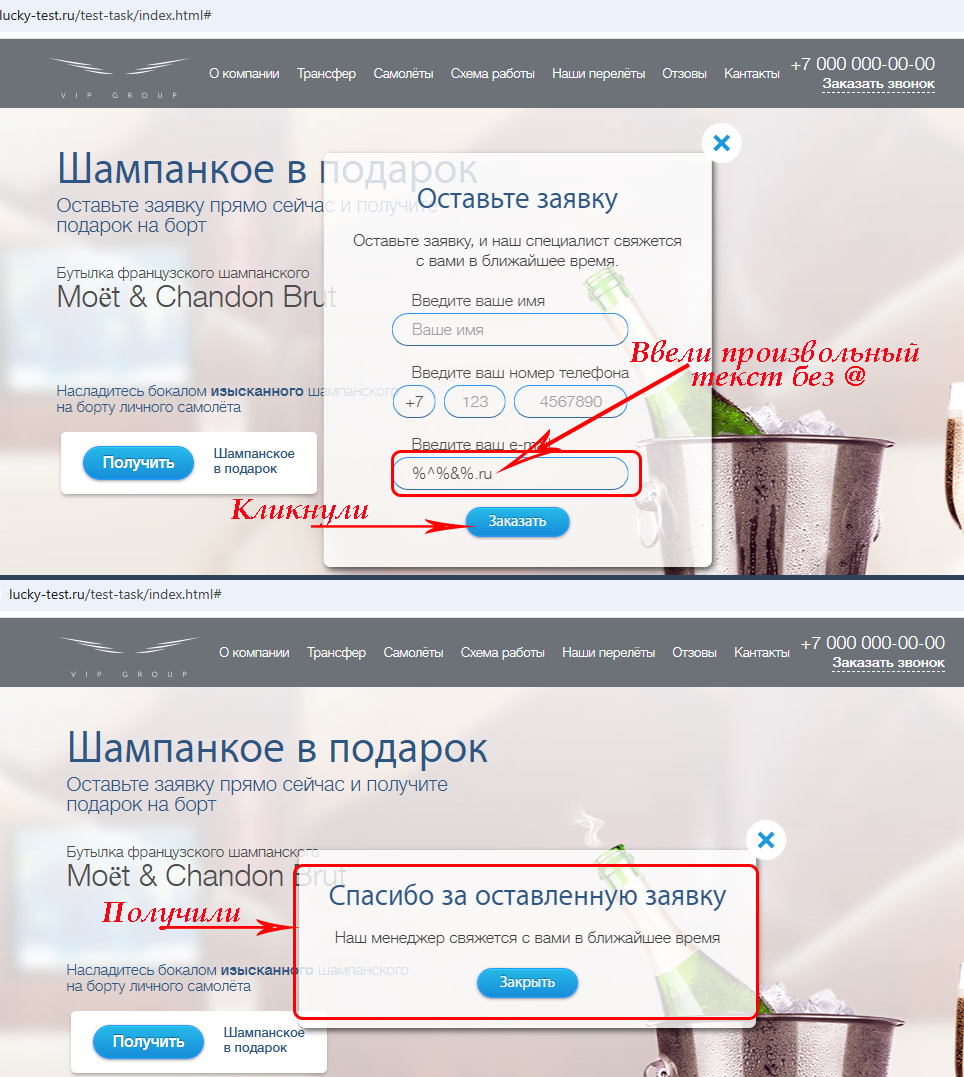 lucky-test.ru/test-task/index.html#
VIP GROUP
О компании Трансфер Самолёты Схема работы Наши перелёты Отзывы Контакты
+7 000 000-00-00
Заказать звонок
Шампанкое в подарок
Оставьте заявку прямо сейчас и получите
подарок на борт
Бутылка французского шампанского
Moët & Chandon Brut
Насладитесь бокалом изысканного шампанского
на борту личного самолёта
Получить
Шампанское
в подарок
Оставьте заявку
Оставьте заявку, и наш специалист свяжется
с вами в ближайшее время.
Введите ваше имя
Ваше имя
Введите ваш номер телефона
+7 123 4567890
Введите ваш e-mail
%^%&%.ru
Заказать
Ввели произвольный
текст без @
Кликнули
lucky-test.ru/test-task/index.html#
VIP GROUP
О компании Трансфер Самолёты Схема работы Наши перелёты Отзывы Контакты
+7 000 000-00-00
Заказать звонок
Шампанкое в подарок
Оставьте заявку прямо сейчас и получите
подарок на борт
Бутылка французского шампанского
Moët & Chandon Brut
Получили
Насладитесь бокалом изысканного шампанского
на борту личного самолёта
Получить
Шампанское
в подарок
Спасибо за оставленную заявку
Наш менеджер свяжется с вами в ближайшее время
Закрыть